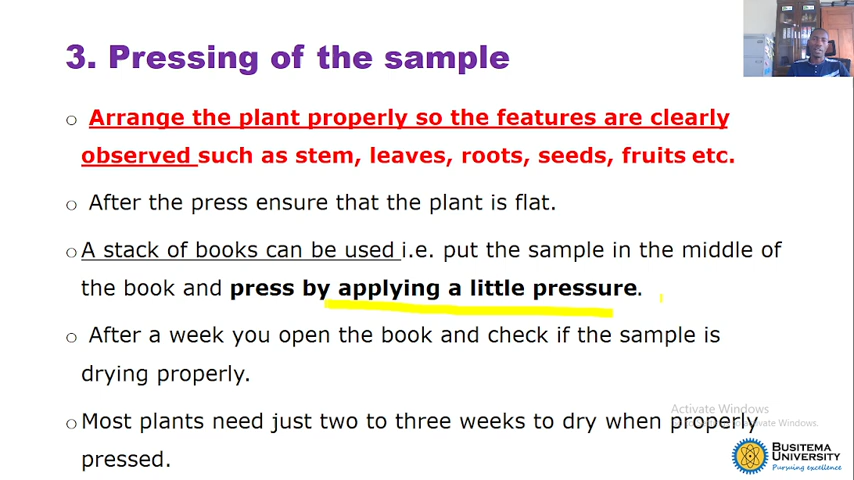 3. Pressing of the sample
o Arrange the plant properly so the features are clearly
observed such as stem, leaves, roots, seeds, fruits etc.
o After the press ensure that the plant is flat.
o A stack of books can be used i.e. put the sample in the middle of
the book and press by applying a little pressure.
o After a week you open the book and check if the sample is
drying properly.
o Most plants need just two to three weeks to dry when properly
pressed.
Activate Windows
activate Windows.
BUSITEMA
UNIVERSITY
Pursuing excellence